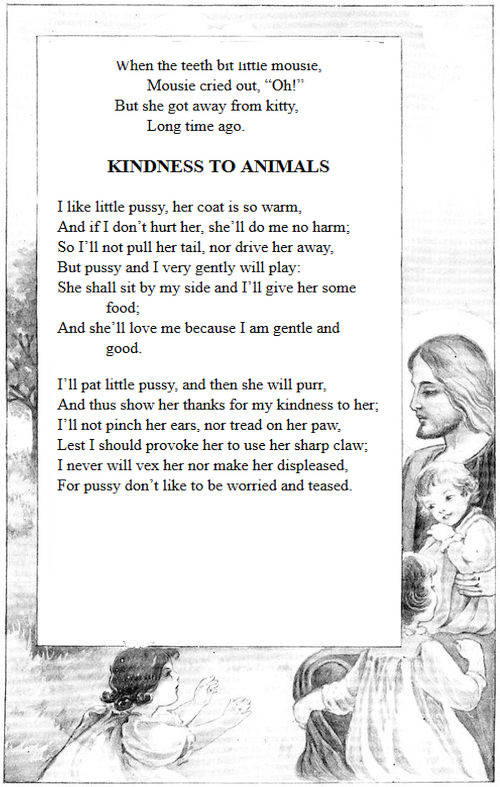 When the teeth bit little mousie,
Mousie cried out, “Oh!”
But she got away from kitty,
Long time ago.
KINDNESS TO ANIMALS
I like little pussy, her coat is so warm,
And if I don’t hurt her, she’ll do me no harm;
So I’ll not pull her tail, nor drive her away,
But pussy and I very gently will play:
She shall sit by my side and I’ll give her some
food;
And she’ll love me because I am gentle and
good.
I’ll pat little pussy, and then she will purr,
And thus show her thanks for my kindness to her;
I’ll not pinch her ears, nor tread on her paw,
Lest I should provoke her to use her sharp claw;
I never will vex her nor make her displeased,
For pussy don’t like to be worried and teased.